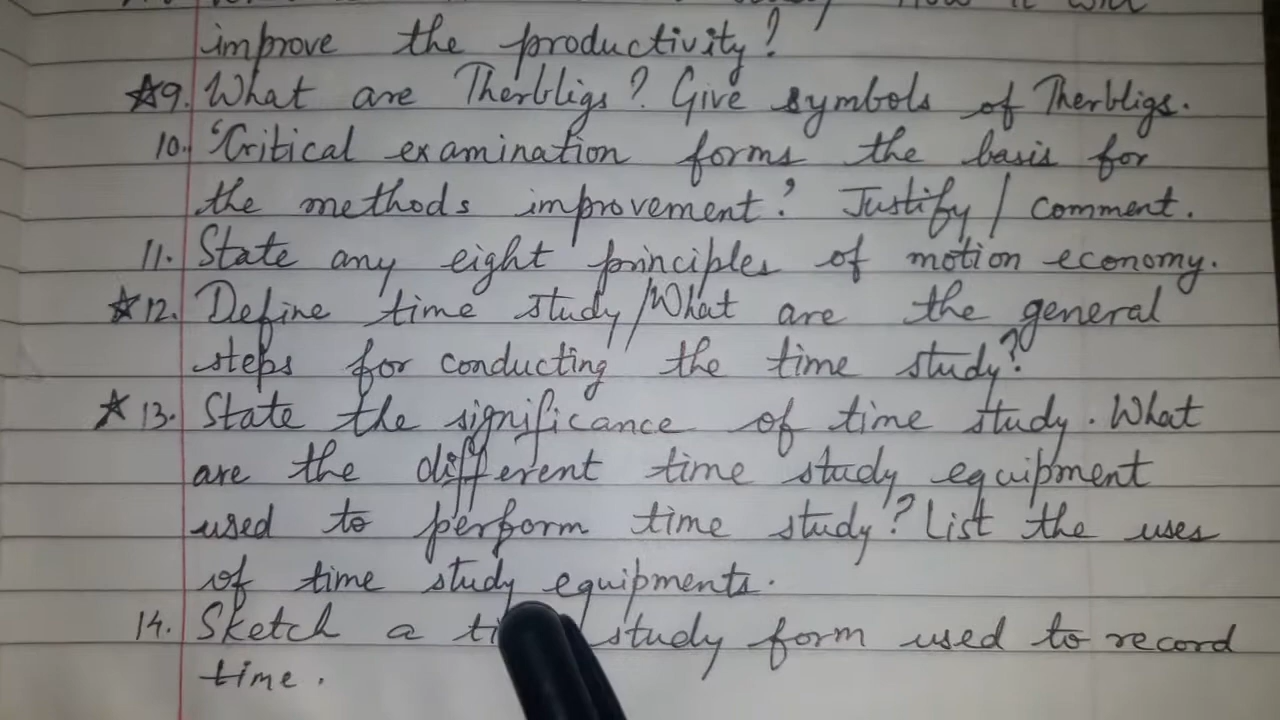 improve the productivity?
☆9. What are Therbligs? Give symbols of Therbligs.
10. 'Critical examination forms the basis for
the methods improvement.' Justify / comment.
11. State any eight principles of motion economy.
☆12. Define time study/What are the general
steps for conducting the time study?
☆13. State the significance of time study. What
are the different time study equipment
used to perform time study? List the uses
of time study equipments.
14. Sketch a study form used to record
time.